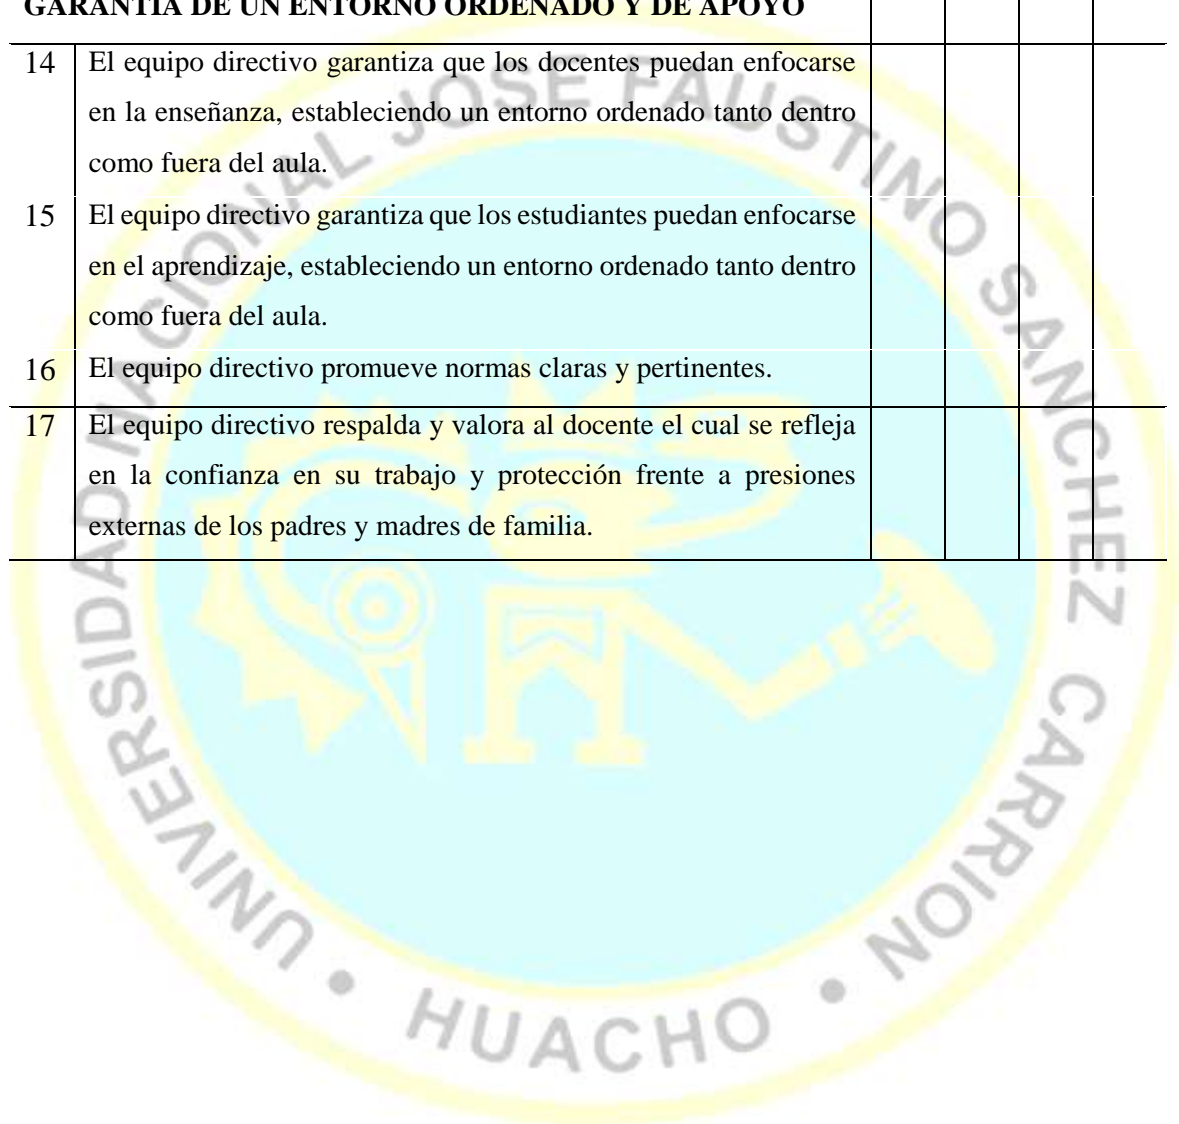 GARANTÍA DE UN ENTORNO ORDENADO Y DE APOYO
14 El equipo directivo garantiza que los docentes puedan enfocarse
en la enseñanza, estableciendo un entorno ordenado tanto dentro
como fuera del aula.
15 El equipo directivo garantiza que los estudiantes puedan enfocarse
en el aprendizaje, estableciendo un entorno ordenado tanto dentro
como fuera del aula.
16 El equipo directivo promueve normas claras y pertinentes.
17 El equipo directivo respalda y valora al docente el cual se refleja
en la confianza en su trabajo y protección frente a presiones
externas de los padres y madres de familia.
UNIVERSIDAD NACIONAL JOSE FAUSTINO SANCHEZ CARRION • HUACHO •